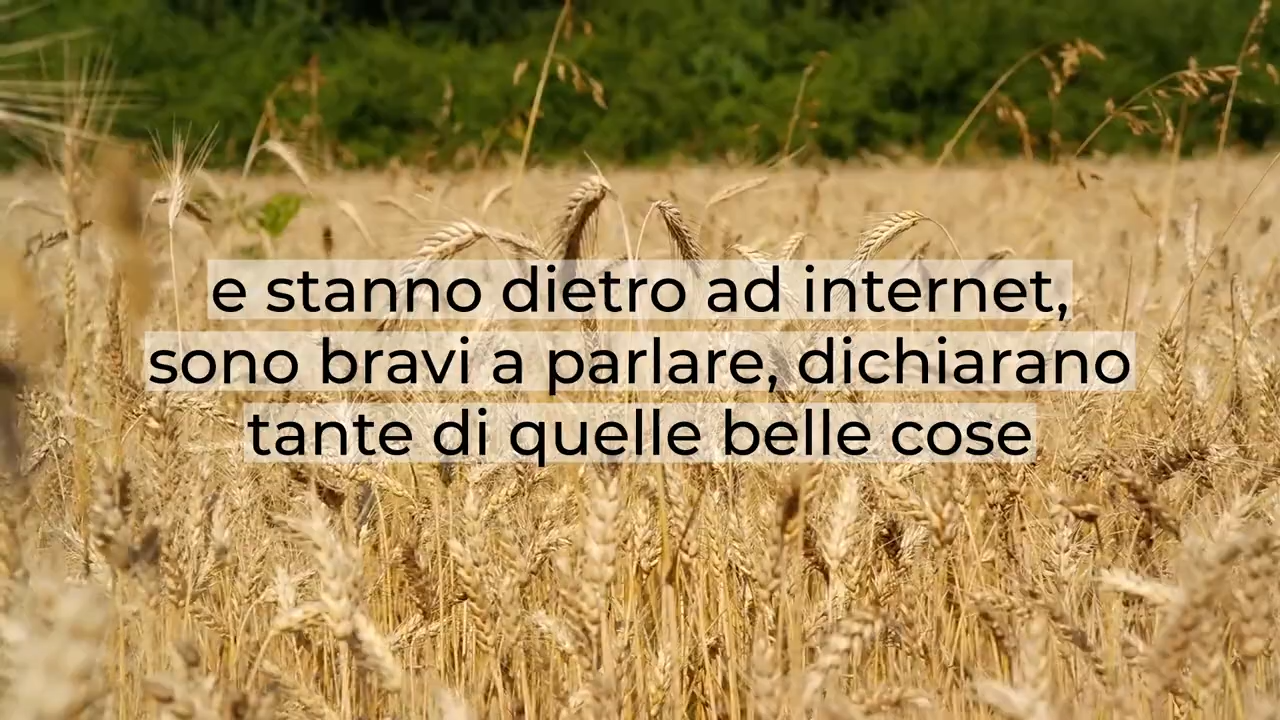 e stanno dietro ad internet,
sono bravi a parlare, dichiarano
tante di quelle belle cose